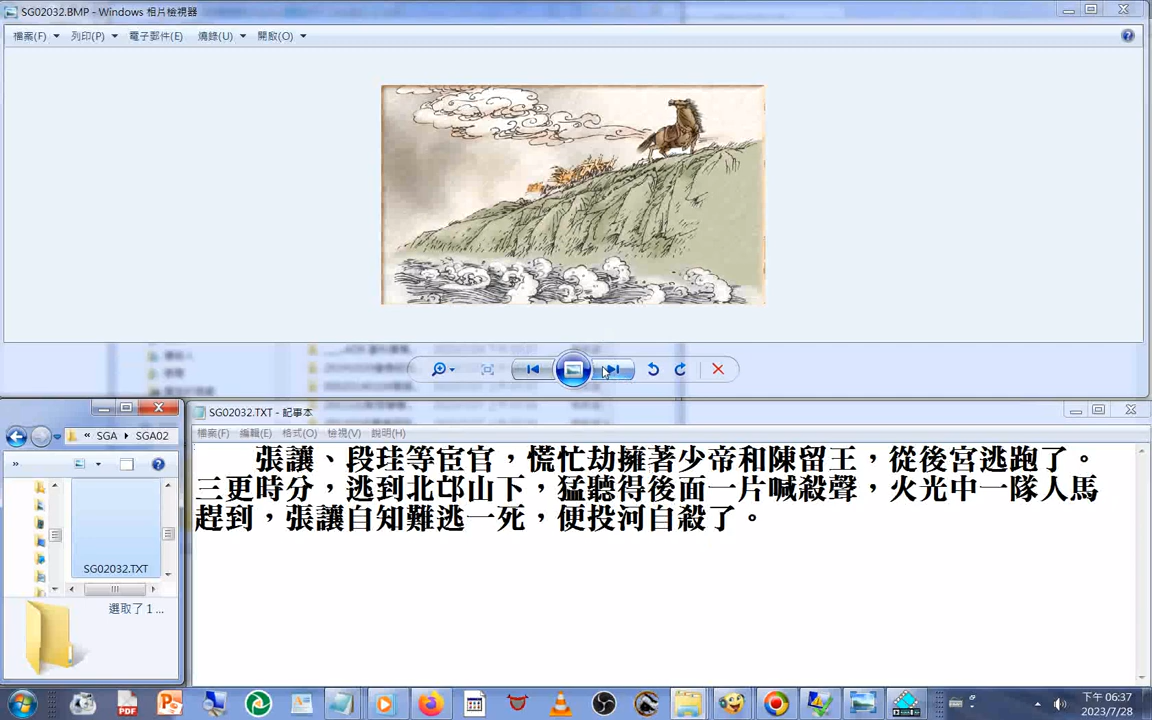 SG02032.BMP - Windows 相片檢視器
檔案(F) 列印(P) 電子郵件(E) 燒錄(U) 開啟(O)
SGA SGA02
SG02032.TXT
選取了 1 ...
SG02032.TXT - 記事本
檔案(F) 編輯(E) 格式(O) 檢視(V) 說明(H)
張讓、段珪等宦官，慌忙劫擁著少帝和陳留王，從後宮逃跑了。
三更時分，逃到北邙山下，猛聽得後面一片喊殺聲，火光中一隊人馬
趕到，張讓自知難逃一死，便投河自殺了。
下午 06:37
2023/7/28